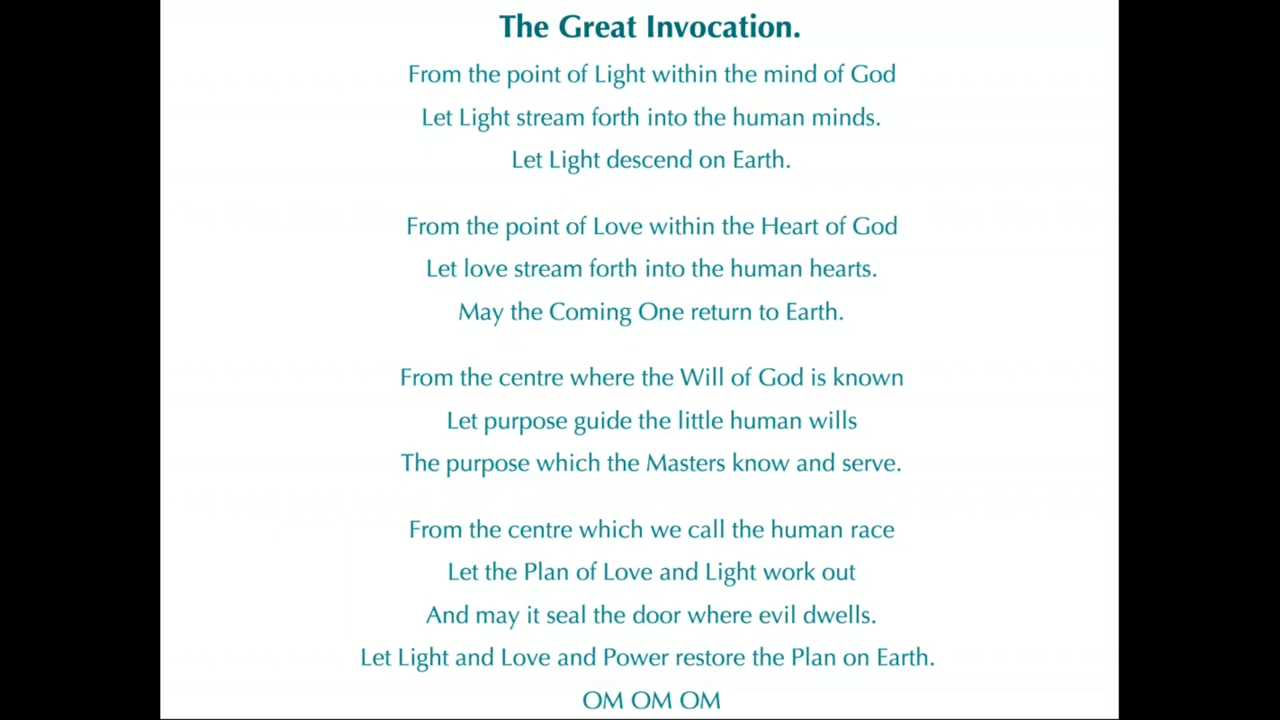 The Great Invocation.
From the point of Light within the mind of God
Let Light stream forth into the human minds.
Let Light descend on Earth.
From the point of Love within the Heart of God
Let love stream forth into the human hearts.
May the Coming One return to Earth.
From the centre where the Will of God is known
Let purpose guide the little human wills
The purpose which the Masters know and serve.
From the centre which we call the human race
Let the Plan of Love and Light work out
And may it seal the door where evil dwells.
Let Light and Love and Power restore the Plan on Earth.
OM OM OM